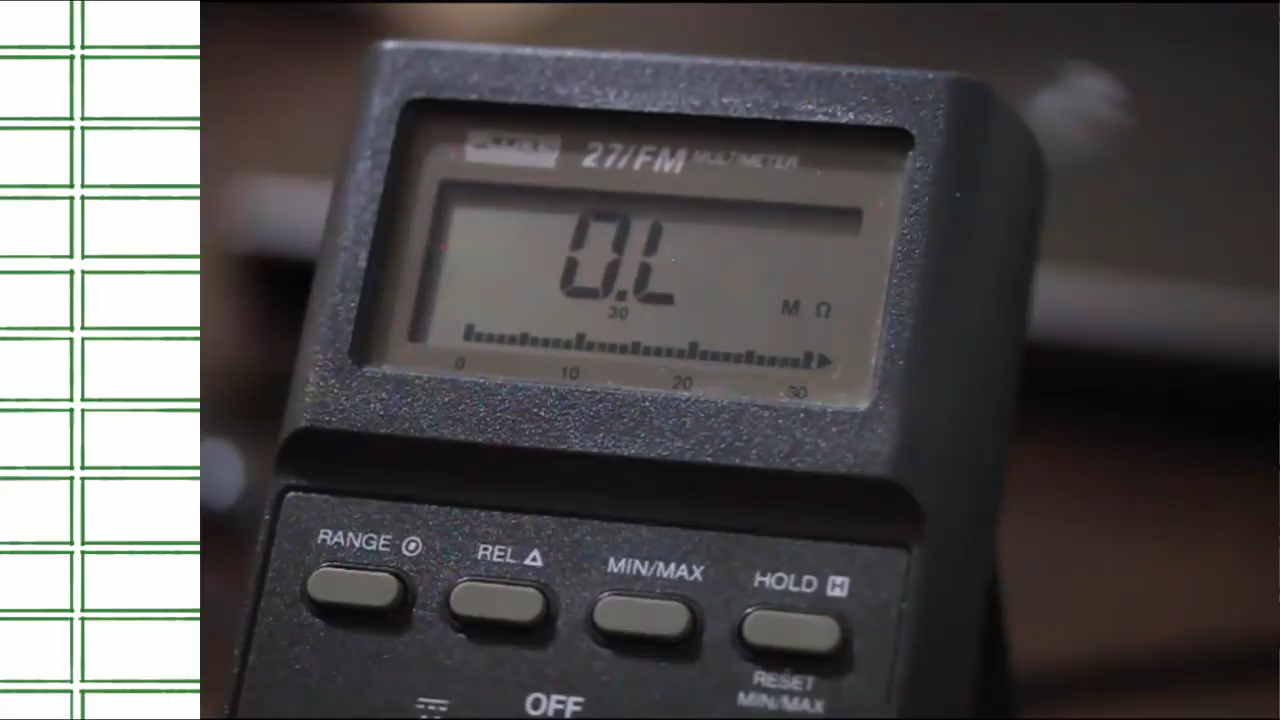 27/FM MULTIMETER
0.L
30
M Ω
0 10 20 30
RANGE
REL Δ
MIN/MAX
HOLD H
RESET
MIN/MAX
OFF